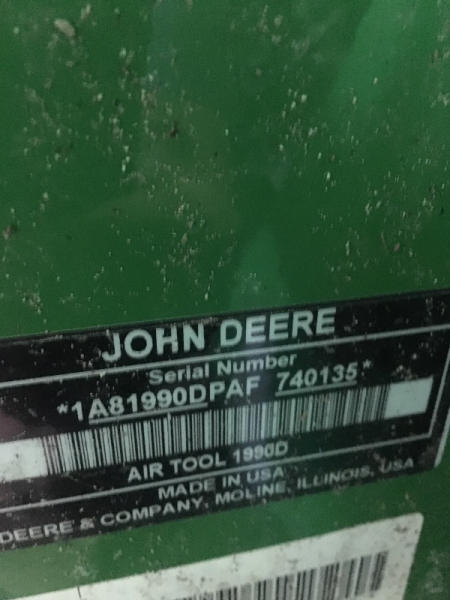 JOHN DEERE
Serial Number
*1A81990DPAF 740135*
AIR TOOL 1990D
MADE IN USA
DEERE & COMPANY, MOLINE, ILLINOIS, USA